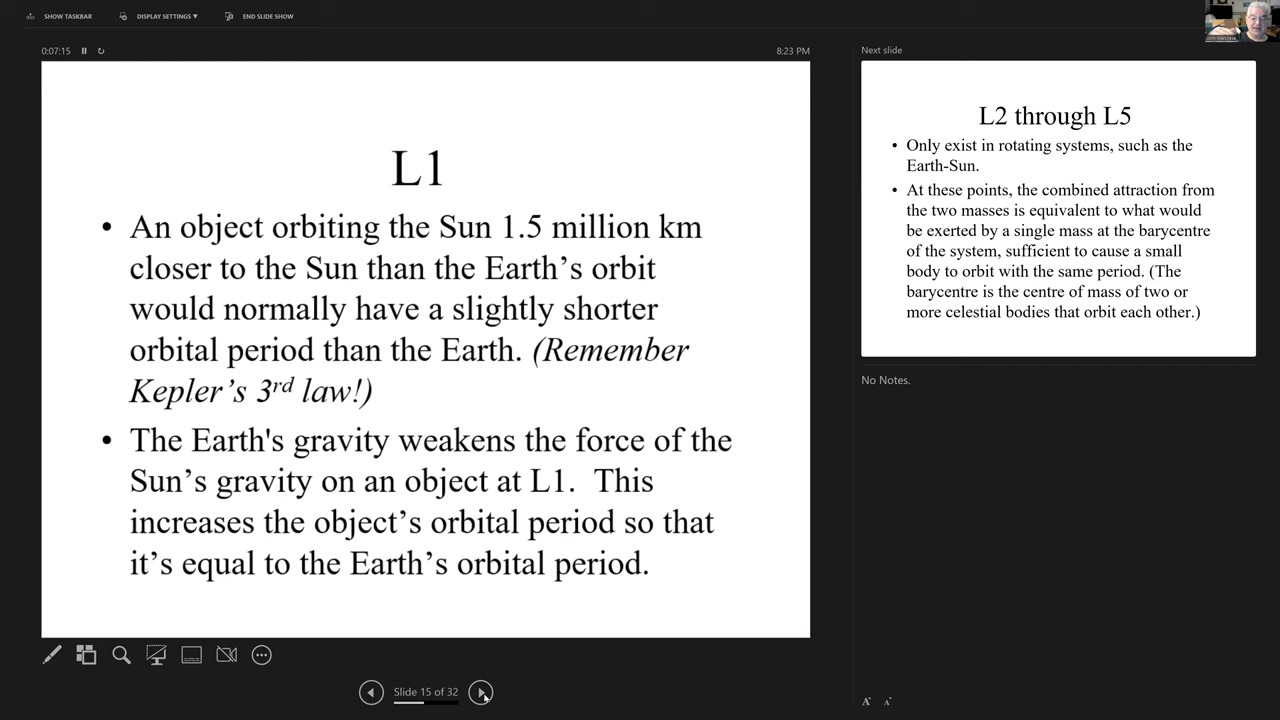 SHOW TASKBAR
DISPLAY SETTINGS ▼
END SLIDE SHOW
0:07:15
8:23 PM
L1
• An object orbiting the Sun 1.5 million km
closer to the Sun than the Earth’s orbit
would normally have a slightly shorter
orbital period than the Earth. (Remember
Kepler’s 3rd law!)
• The Earth's gravity weakens the force of the
Sun’s gravity on an object at L1.  This
increases the object’s orbital period so that
it’s equal to the Earth’s orbital period.
Slide 15 of 32
Next slide
L2 through L5
• Only exist in rotating systems, such as the
Earth-Sun.
• At these points, the combined attraction from
the two masses is equivalent to what would
be exerted by a single mass at the barycentre
of the system, sufficient to cause a small
body to orbit with the same period. (The
barycentre is the centre of mass of two or
more celestial bodies that orbit each other.)
No Notes.
A A